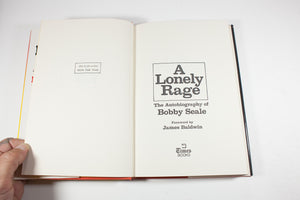 A
Lonely
Rage
The Autobiography of
Bobby Seale
Foreword by
James Baldwin
Times
BOOKS